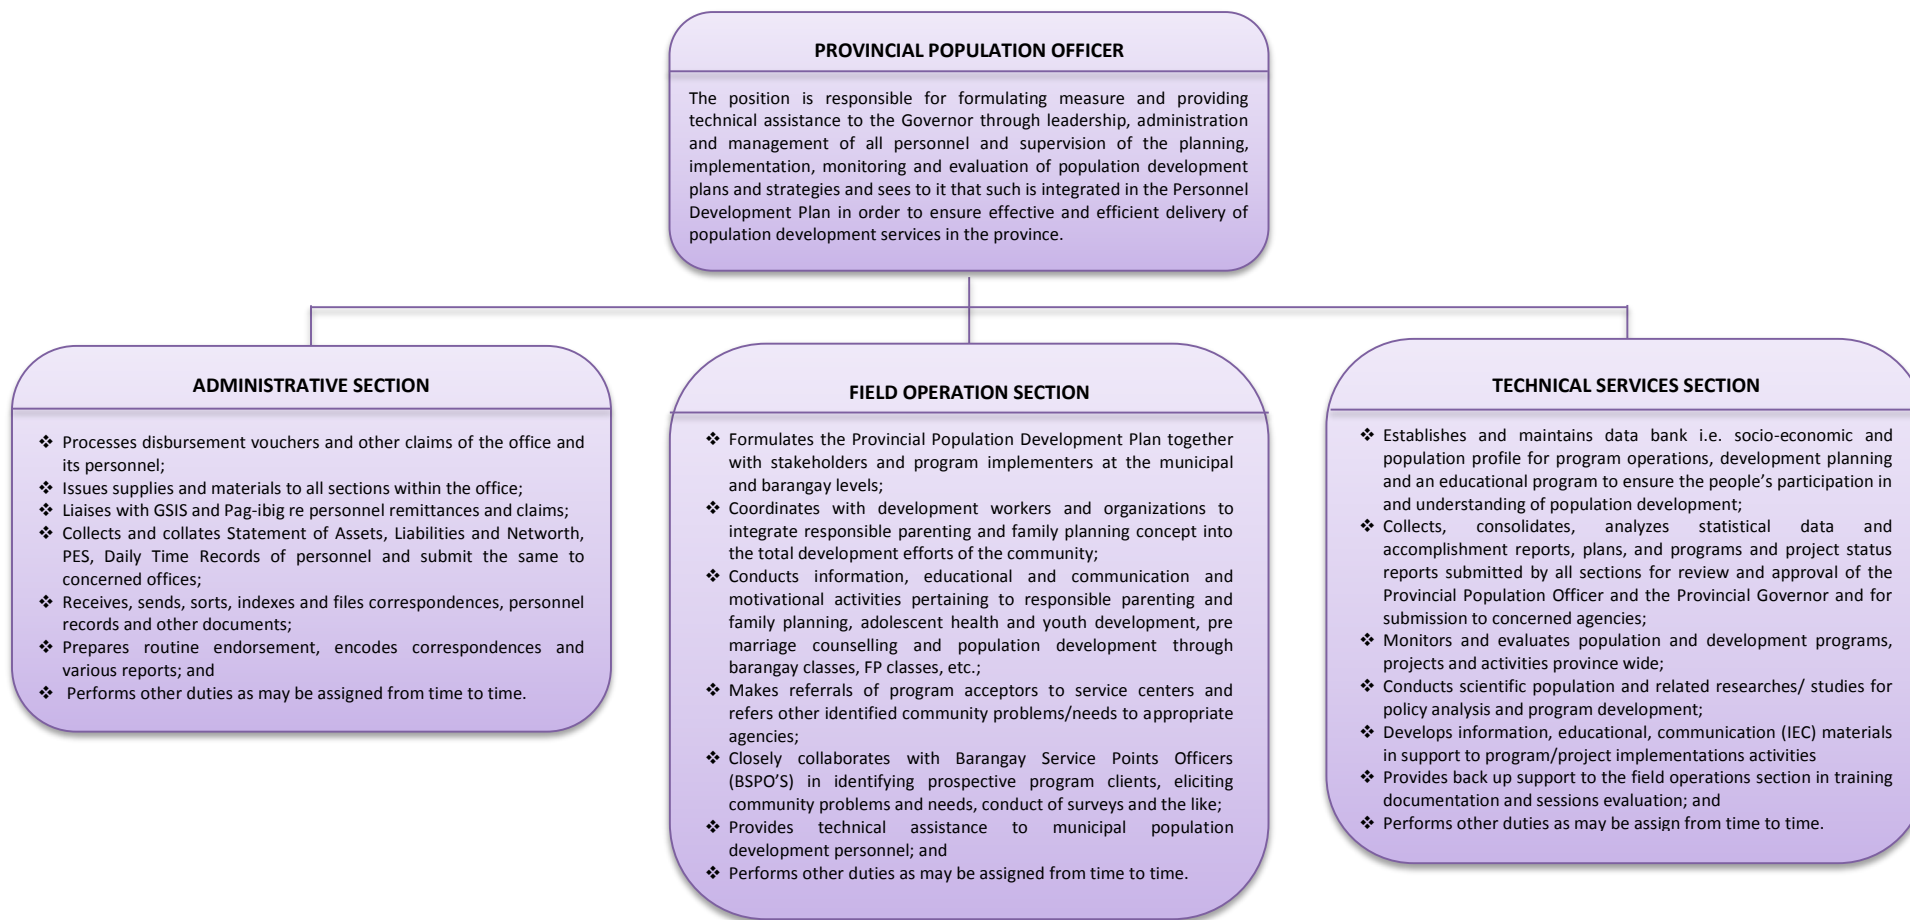 PROVINCIAL POPULATION OFFICER
The position is responsible for formulating measure and providing
technical assistance to the Governor through leadership, administration
and management of all personnel and supervision of the planning,
implementation, monitoring and evaluation of population development
plans and strategies and sees to it that such is integrated in the Personnel
Development Plan in order to ensure effective and efficient delivery of
population development services in the province.
ADMINISTRATIVE SECTION
❖ Processes disbursement vouchers and other claims of the office and
its personnel;
❖ Issues supplies and materials to all sections within the office;
❖ Liaises with GSIS and Pag-ibig re personnel remittances and claims;
❖ Collects and collates Statement of Assets, Liabilities and Networth,
PES, Daily Time Records of personnel and submit the same to
concerned offices;
❖ Receives, sends, sorts, indexes and files correspondences, personnel
records and other documents;
❖ Prepares routine endorsement, encodes correspondences and
various reports; and
❖ Performs other duties as may be assigned from time to time.
FIELD OPERATION SECTION
❖ Formulates the Provincial Population Development Plan together
with stakeholders and program implementers at the municipal
and barangay levels;
❖ Coordinates with development workers and organizations to
integrate responsible parenting and family planning concept into
the total development efforts of the community;
❖ Conducts information, educational and communication and
motivational activities pertaining to responsible parenting and
family planning, adolescent health and youth development, pre
marriage counselling and population development through
barangay classes, FP classes, etc.;
❖ Makes referrals of program acceptors to service centers and
refers other identified community problems/needs to appropriate
agencies;
❖ Closely collaborates with Barangay Service Points Officers
(BSPO'S) in identifying prospective program clients, eliciting
community problems and needs, conduct of surveys and the like;
❖ Provides technical assistance to municipal population
development personnel; and
❖ Performs other duties as may be assigned from time to time.
TECHNICAL SERVICES SECTION
❖ Establishes and maintains data bank i.e. socio-economic and
population profile for program operations, development planning
and an educational program to ensure the people's participation in
and understanding of population development;
❖ Collects, consolidates, analyzes statistical data and
accomplishment reports, plans, and programs and project status
reports submitted by all sections for review and approval of the
Provincial Population Officer and the Provincial Governor and for
submission to concerned agencies;
❖ Monitors and evaluates population and development programs,
projects and activities province wide;
❖ Conducts scientific population and related researches/ studies for
policy analysis and program development;
❖ Develops information, educational, communication (IEC) materials
in support to program/project implementations activities
❖ Provides back up support to the field operations section in training
documentation and sessions evaluation; and
❖ Performs other duties as may be assign from time to time.